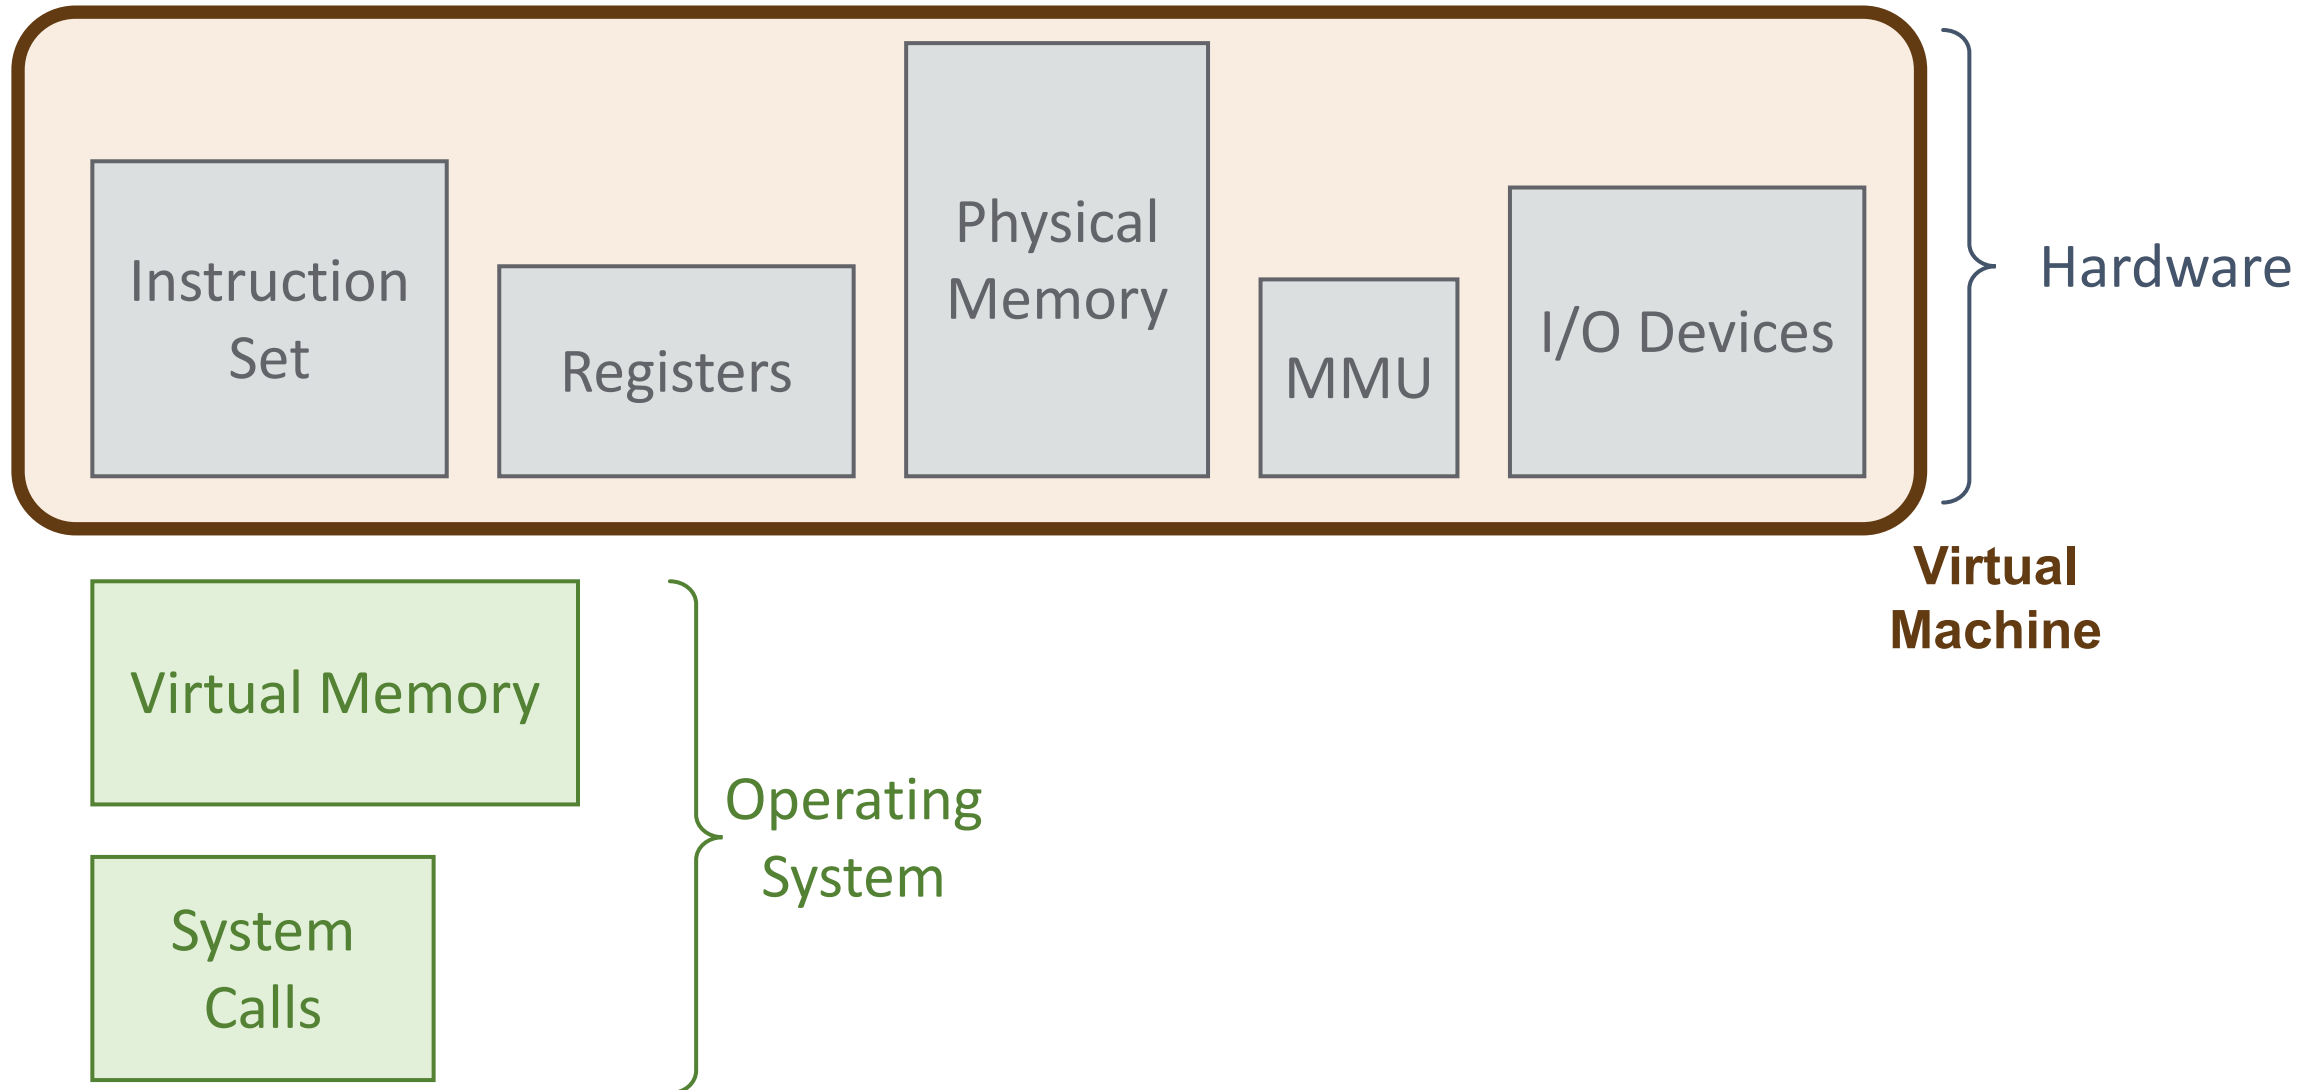 Instruction
Set
Registers
Physical
Memory
MMU
I/O Devices
Hardware
Virtual
Machine
Virtual Memory
Operating
System
System
Calls